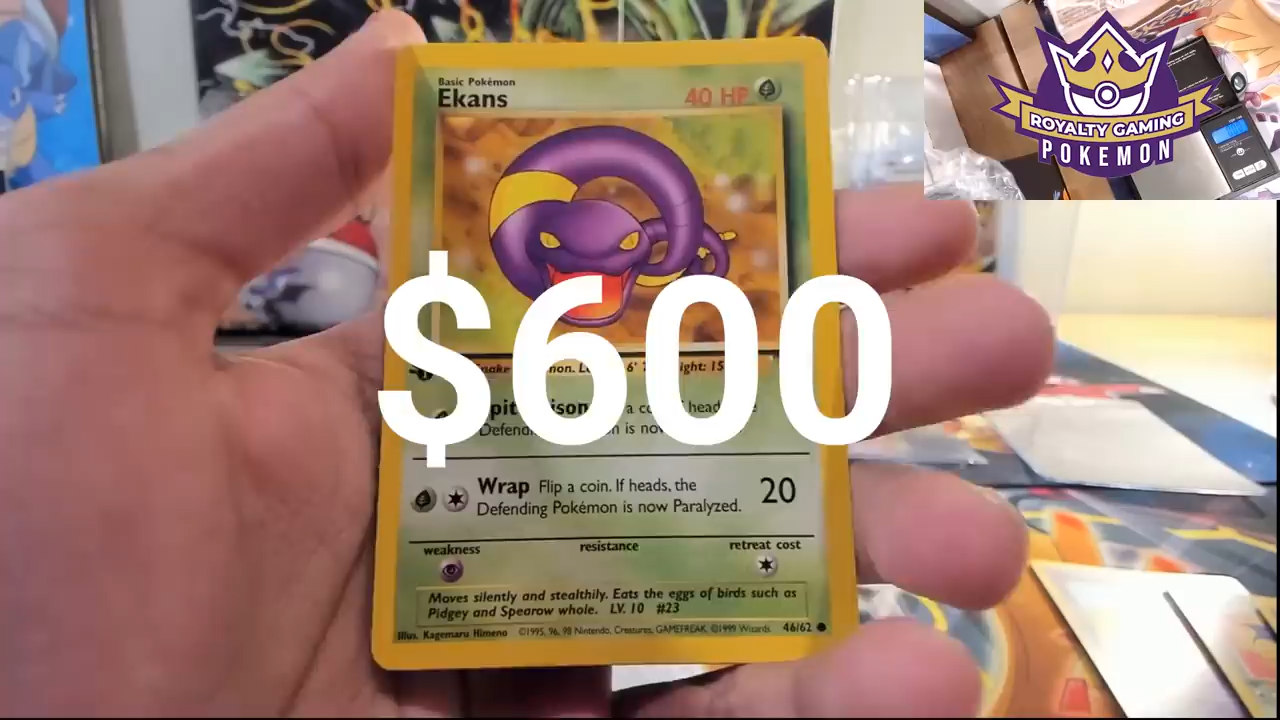 ROYALTY GAMING
POKEMON
Basic Pokémon
Ekans
40 HP
$600
Flip a coin. If heads, the
Wrap
20
Defending Pokémon is now Paralyzed.
weakness
resistance
retreat cost
Moves silently and stealthily. Eats the eggs of birds such as
Pidgey and Spearow whole. LV. 10 #23
Illus. Kagemaru Himeno ©1995, 96, 98 Nintendo, Creatures, GAMEFREAK. ©1999 Wizards. 46/62